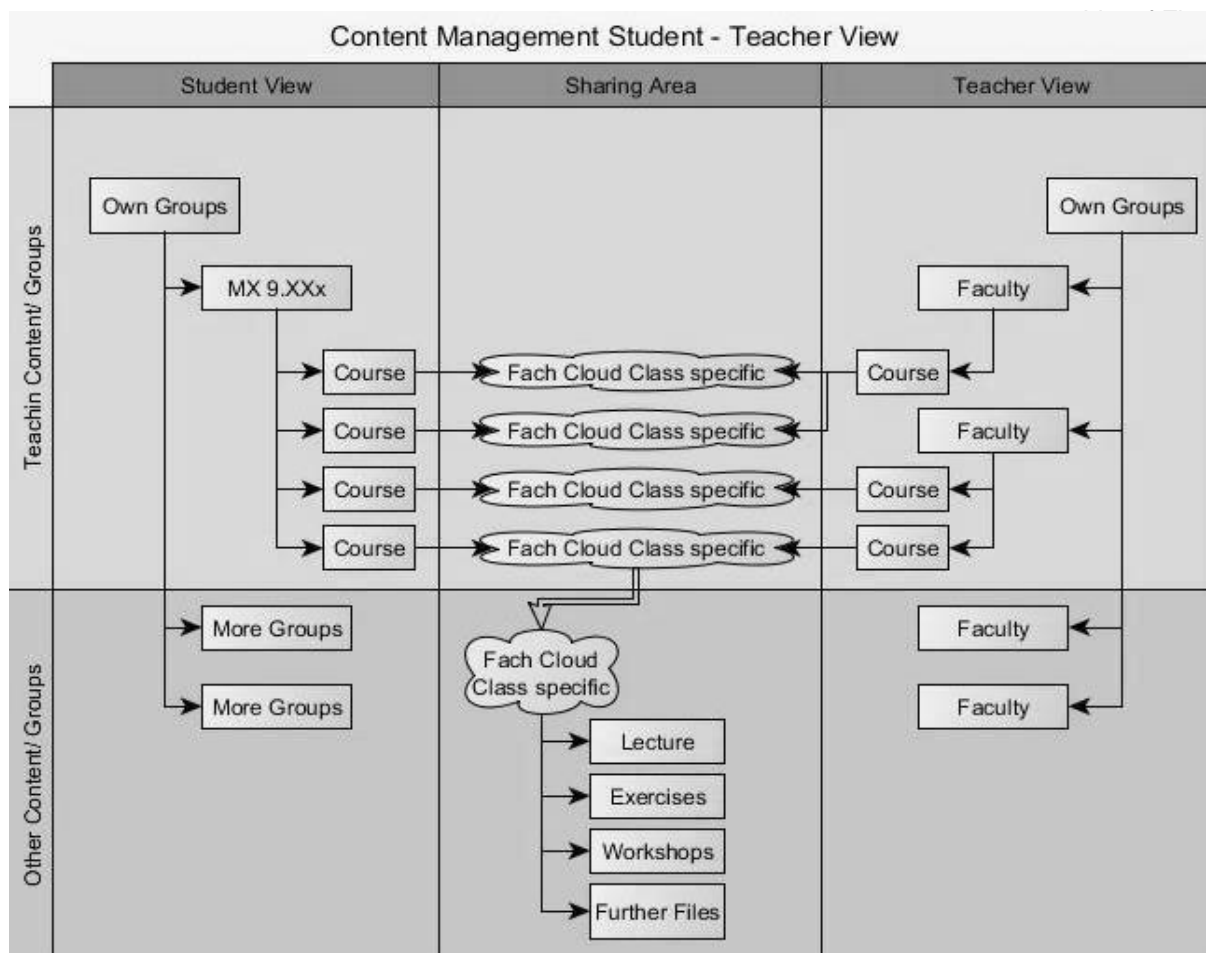 Content Management Student - Teacher View
Student View
Sharing Area
Teacher View
Teachin Content/ Groups
Own Groups
Own Groups
MX 9.XXx
Faculty
Course
Fach Cloud Class specific
Course
Course
Fach Cloud Class specific
Faculty
Course
Fach Cloud Class specific
Course
Course
Fach Cloud Class specific
Course
Other Content/ Groups
More Groups
Faculty
Fach Cloud
Class specific
More Groups
Faculty
Lecture
Exercises
Workshops
Further Files